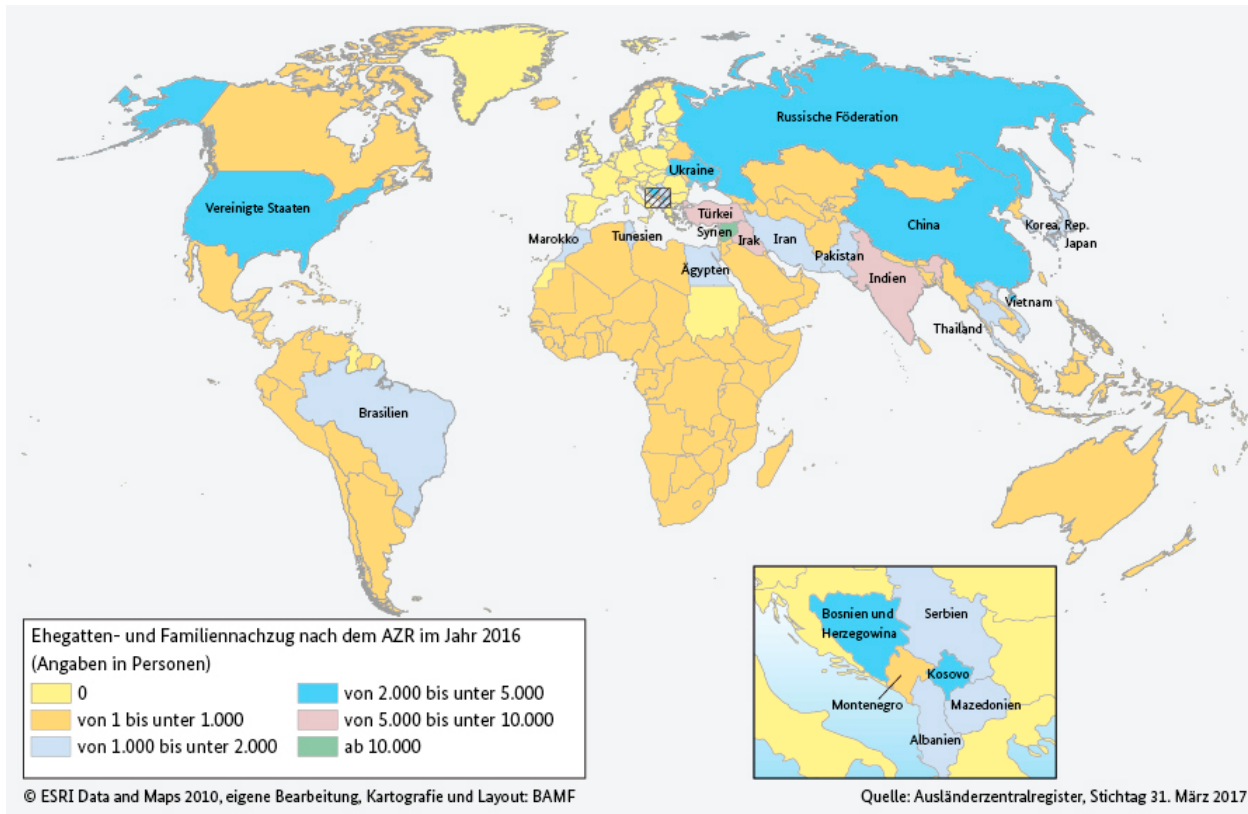 Russische Föderation
Ukraine
Vereinigte Staaten
China
Türkei
Korea, Rep.
Marokko
Tunesien
Syrien
Irak
Iran
Japan
Pakistan
Ägypten
Indien
Vietnam
Thailand
Brasilien
Bosnien und
Herzegowina
Serbien
Kosovo
Montenegro
Mazedonien
Albanien
Ehegatten- und Familiennachzug nach dem AZR im Jahr 2016
(Angaben in Personen)
0
von 2.000 bis unter 5.000
von 1 bis unter 1.000
von 5.000 bis unter 10.000
von 1.000 bis unter 2.000
ab 10.000
© ESRI Data and Maps 2010, eigene Bearbeitung, Kartografie und Layout: BAMF
Quelle: Ausländerzentralregister, Stichtag 31. März 2017